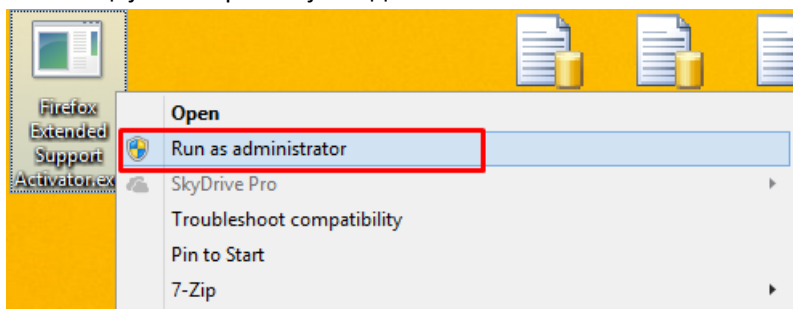 Firefox
Extended
Support
Activator.ex
Open
Run as administrator
SkyDrive Pro
Troubleshoot compatibility
Pin to Start
7-Zip